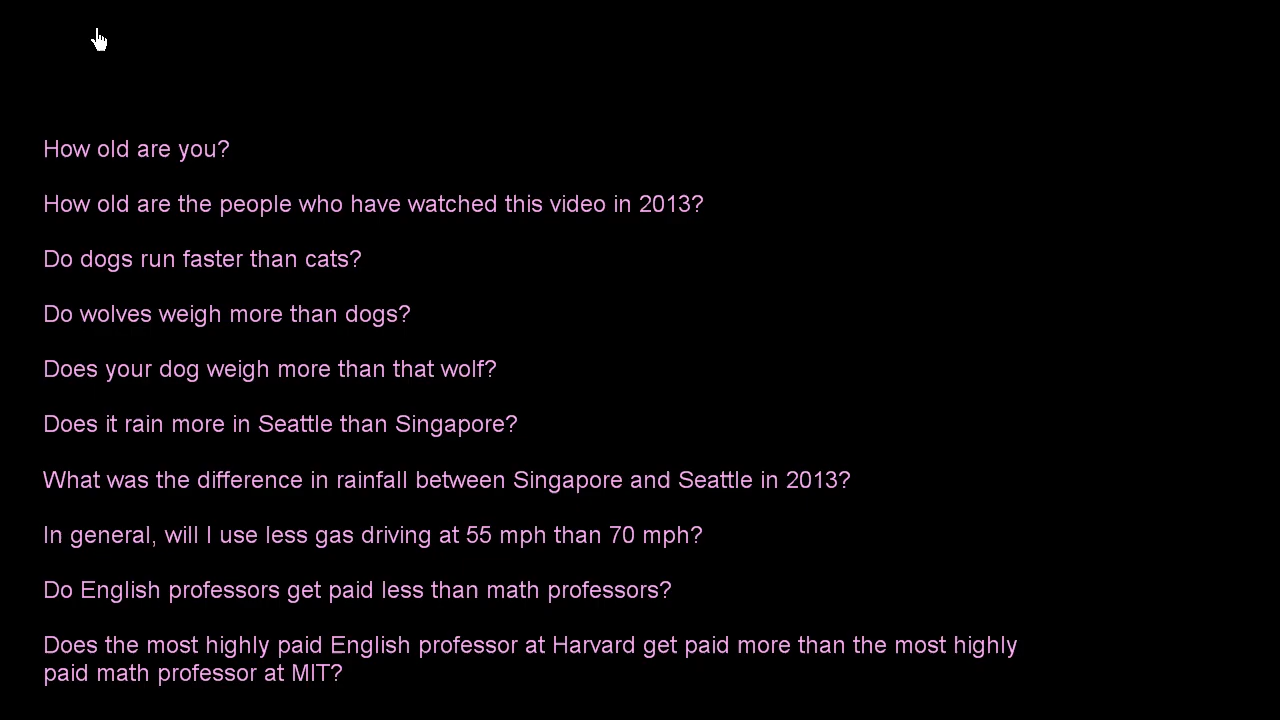 How old are you?
How old are the people who have watched this video in 2013?
Do dogs run faster than cats?
Do wolves weigh more than dogs?
Does your dog weigh more than that wolf?
Does it rain more in Seattle than Singapore?
What was the difference in rainfall between Singapore and Seattle in 2013?
In general, will I use less gas driving at 55 mph than 70 mph?
Do English professors get paid less than math professors?
Does the most highly paid English professor at Harvard get paid more than the most highly
paid math professor at MIT?